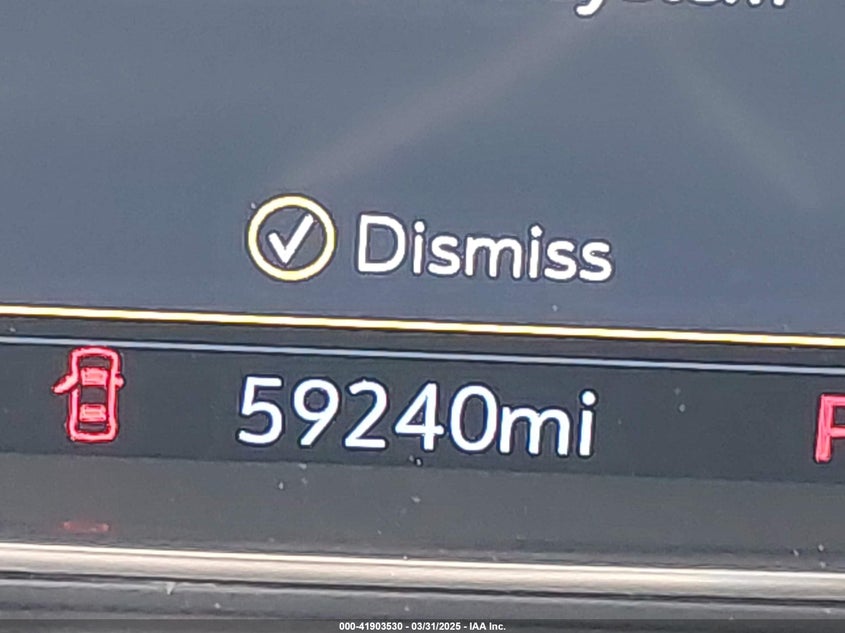 Dismiss
59240mi
000-41903530 - 03/31/2025 - IAA Inc.